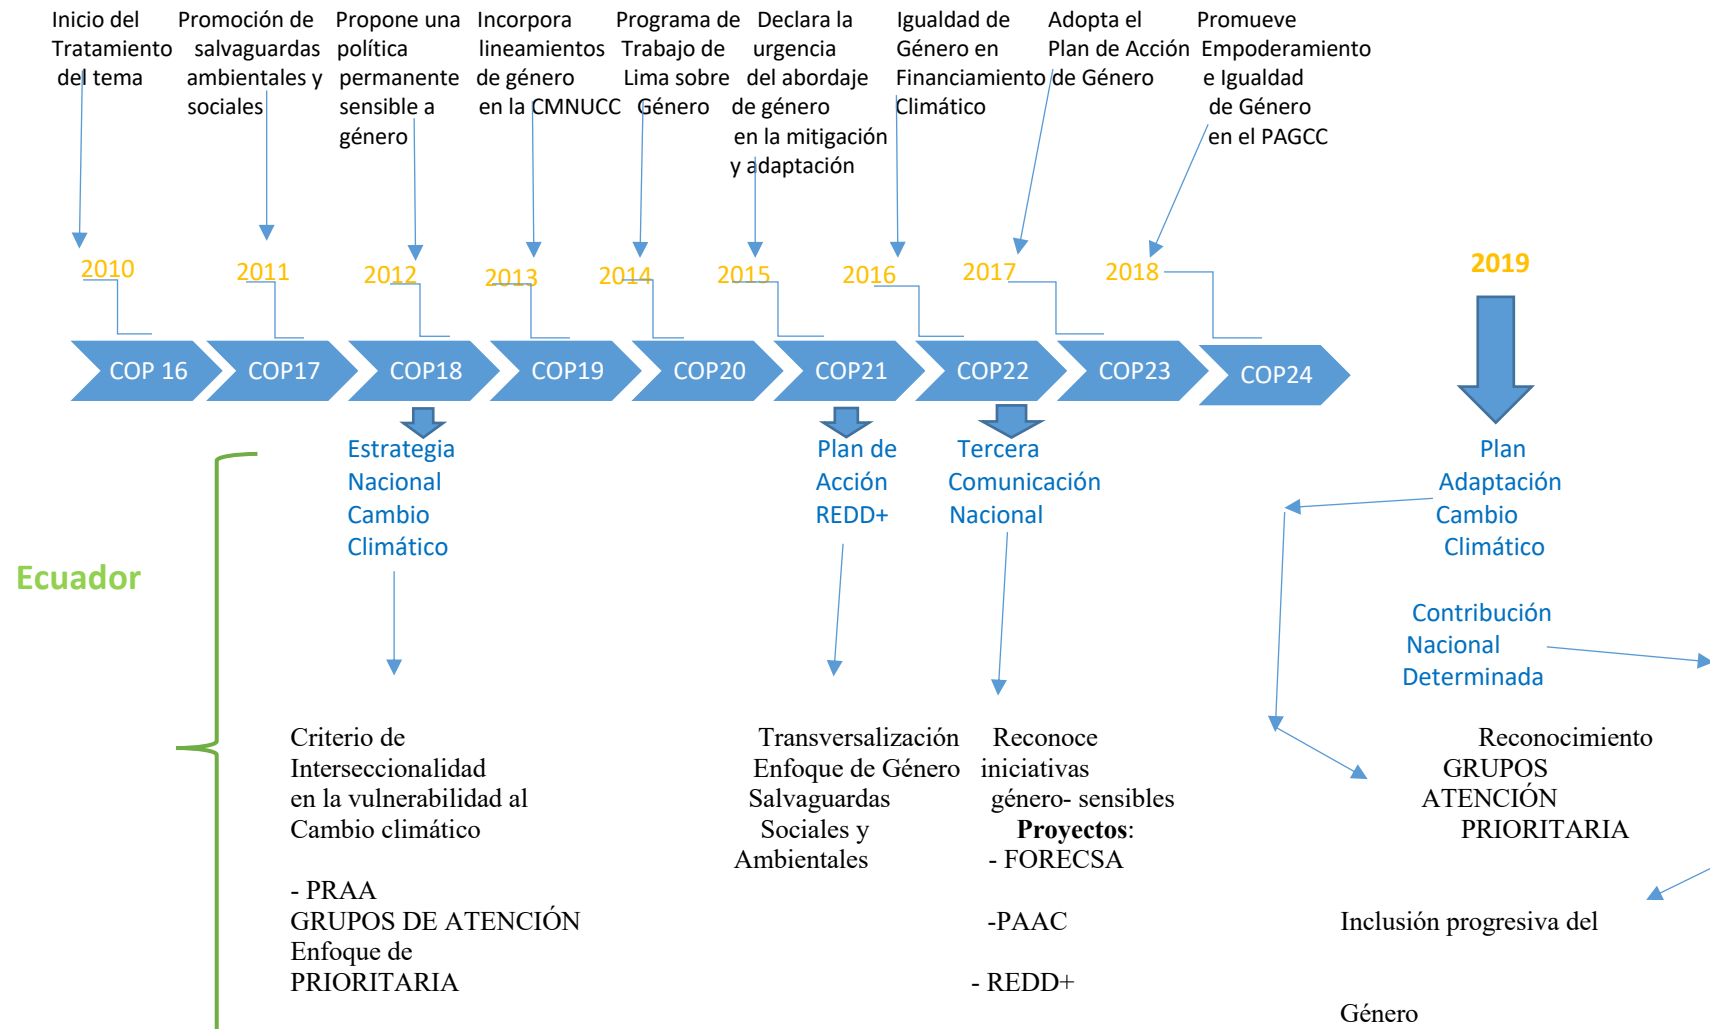 Inicio del
Tratamiento
del tema
Promoción de
salvaguardas
ambientales y
sociales
Propone una
política
permanente
sensible a
género
Incorpora
lineamientos
de género
en la CMNUCC
Programa de
Trabajo de
Lima sobre
Género
Declara la
urgencia
del abordaje
de género
en la mitigación
y adaptación
Igualdad de
Género en
Financiamiento
Climático
Adopta el
Plan de Acción
de Género
Promueve
Empoderamiento
e Igualdad
de Género
en el PAGCC
2010
2011
2012
2013
2014
2015
2016
2017
2018
2019
COP 16
COP17
COP18
COP19
COP20
COP21
COP22
COP23
COP24
Ecuador
Estrategia
Nacional
Cambio
Climático
Plan de
Acción
REDD+
Tercera
Comunicación
Nacional
Plan
Adaptación
Cambio
Climático
Contribución
Nacional
Determinada
Criterio de
Interseccionalidad
en la vulnerabilidad al
Cambio climático
- PRAA
GRUPOS DE ATENCIÓN
Enfoque de
PRIORITARIA
Transversalización
Enfoque de Género
Salvaguardas
Sociales y
Ambientales
Reconoce
iniciativas
género- sensibles
Proyectos:
- FORECSA
-PAAC
- REDD+
Reconocimiento
GRUPOS
ATENCIÓN
PRIORITARIA
Inclusión progresiva del
Género